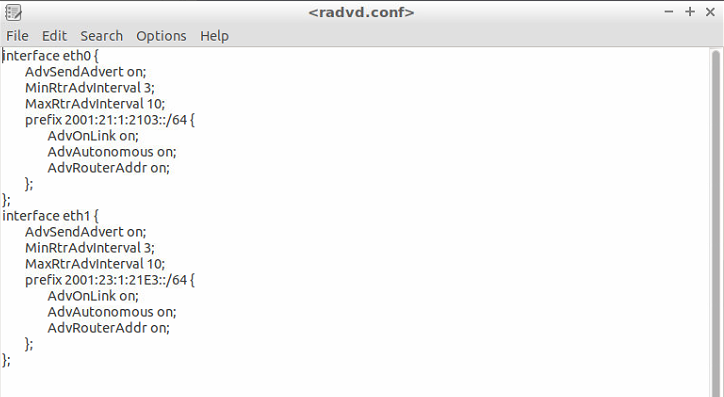 <radvd.conf>
File Edit Search Options Help
interface eth0 {
AdvSendAdvert on;
MinRtrAdvInterval 3;
MaxRtrAdvInterval 10;
prefix 2001:21:1:2103::/64 {
AdvOnLink on;
AdvAutonomous on;
AdvRouterAddr on;
};
};
interface eth1 {
AdvSendAdvert on;
MinRtrAdvInterval 3;
MaxRtrAdvInterval 10;
prefix 2001:23:1:21E3::/64 {
AdvOnLink on;
AdvAutonomous on;
AdvRouterAddr on;
};
};